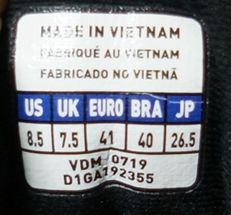 MADE IN VIETNAM
FABRIQUÉ AU VIETNAM
FABRICADO NO VIETNÃ
US UK EURO BRA JP
8.5 7.5 41 40 26.5
VDM 0719
D1GA192355